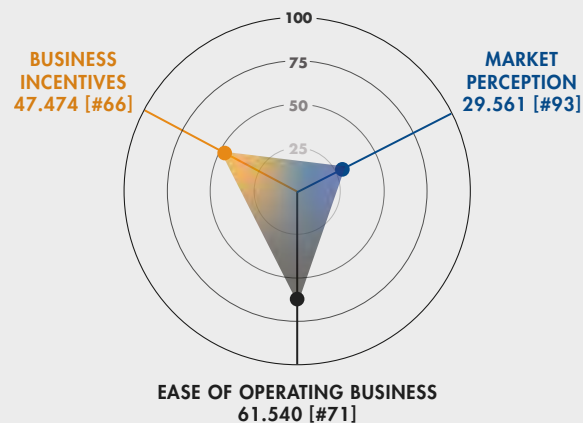 100
75
50
25
BUSINESS
INCENTIVES
47.474 [#66]
MARKET
PERCEPTION
29.561 [#93]
EASE OF OPERATING BUSINESS
61.540 [#71]